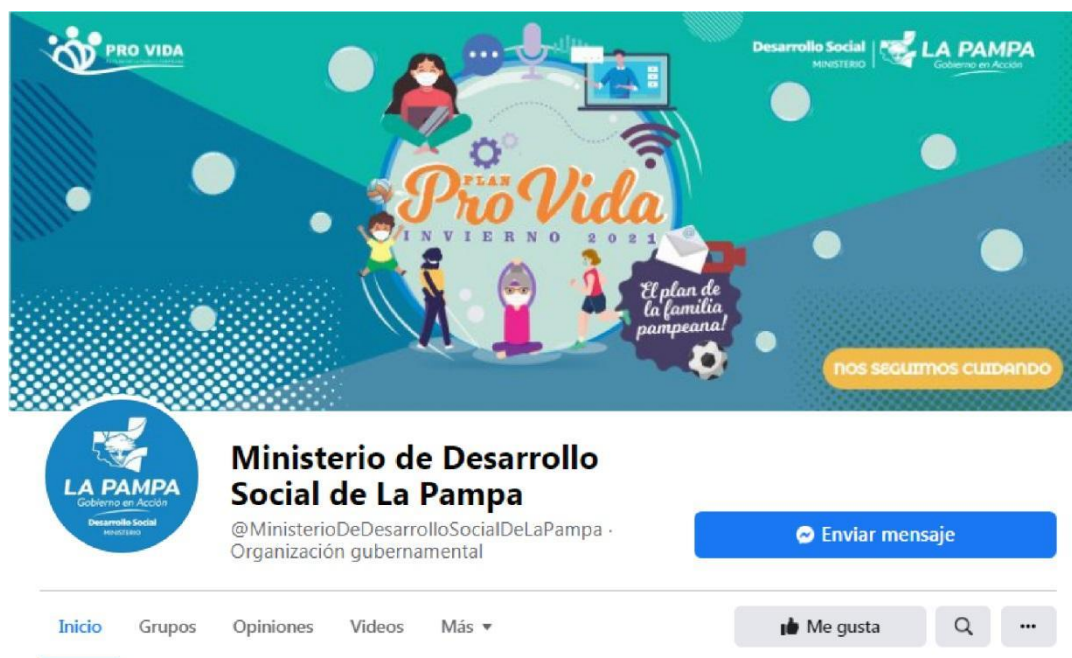 PRO VIDA
Desarrollo Social
MINISTERIO
LA PAMPA
Gobierno en Acción
PLAN
Pro Vida
INVIERNO 2021
El plan de
la familia
pampeana!
NOS SEGUIMOS CUIDANDO
LA PAMPA
Gobierno en Acción
Desarrollo Social
MINISTERIO
Ministerio de Desarrollo
Social de La Pampa
@MinisterioDeDesarrolloSocialDeLaPampa ·
Organización gubernamental
Enviar mensaje
Inicio Grupos Opiniones Videos Más
Me gusta